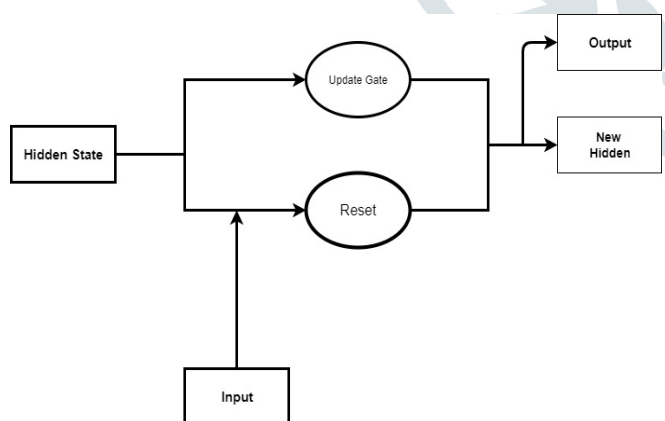 Output
Update Gate
New
Hidden
Hidden State
Reset
Input